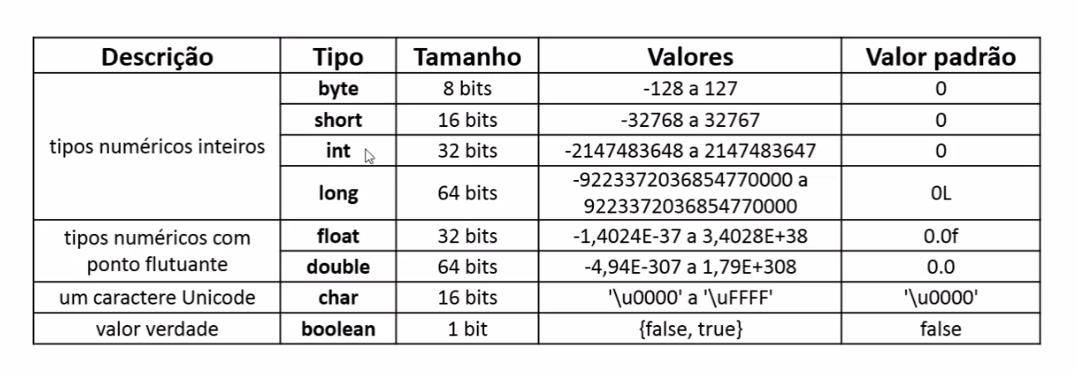 Descrição Tipo Tamanho Valores Valor padrão
tipos numéricos inteiros
byte 8 bits -128 a 127 0
short 16 bits -32768 a 32767 0
int 32 bits -2147483648 a 2147483647 0
long 64 bits -9223372036854770000 a
9223372036854770000 0L
tipos numéricos com
ponto flutuante
float 32 bits -1,4024E-37 a 3,4028E+38 0.0f
double 64 bits -4,94E-307 a 1,79E+308 0.0
um caractere Unicode char 16 bits '\u0000' a '\uFFFF' '\u0000'
valor verdade boolean 1 bit {false, true} false